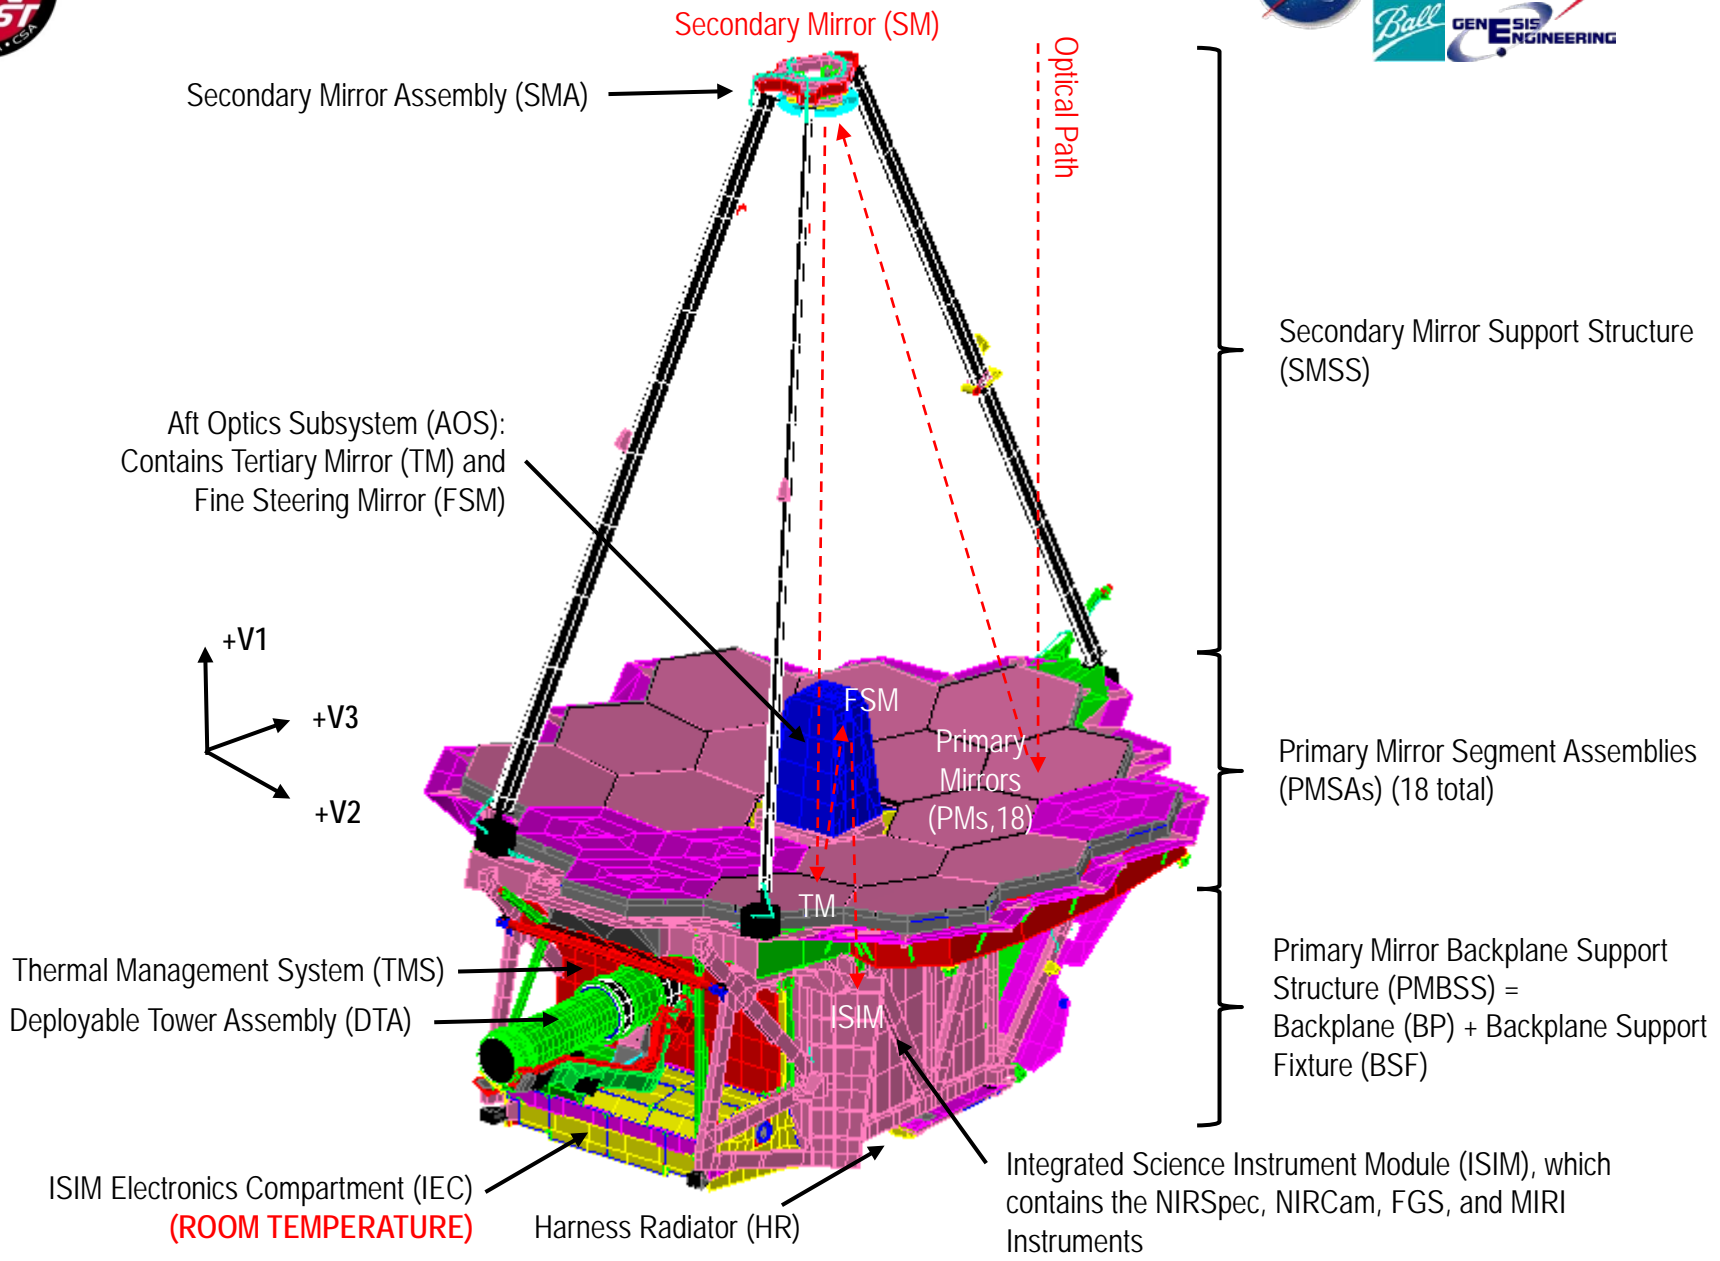 ST
CSA
Ball
GENESIS
ENGINEERING
Secondary Mirror (SM)
Optical Path
Secondary Mirror Assembly (SMA)
Secondary Mirror Support Structure
(SMSS)
Aft Optics Subsystem (AOS):
Contains Tertiary Mirror (TM) and
Fine Steering Mirror (FSM)
+V1
+V3
+V2
FSM
Primary
Mirrors
(PMs,18)
TM
ISIM
Primary Mirror Segment Assemblies
(PMSAs) (18 total)
Thermal Management System (TMS)
Deployable Tower Assembly (DTA)
Primary Mirror Backplane Support
Structure (PMBSS) =
Backplane (BP) + Backplane Support
Fixture (BSF)
ISIM Electronics Compartment (IEC)
(ROOM TEMPERATURE)
Harness Radiator (HR)
Integrated Science Instrument Module (ISIM), which
contains the NIRSpec, NIRCam, FGS, and MIRI
Instruments